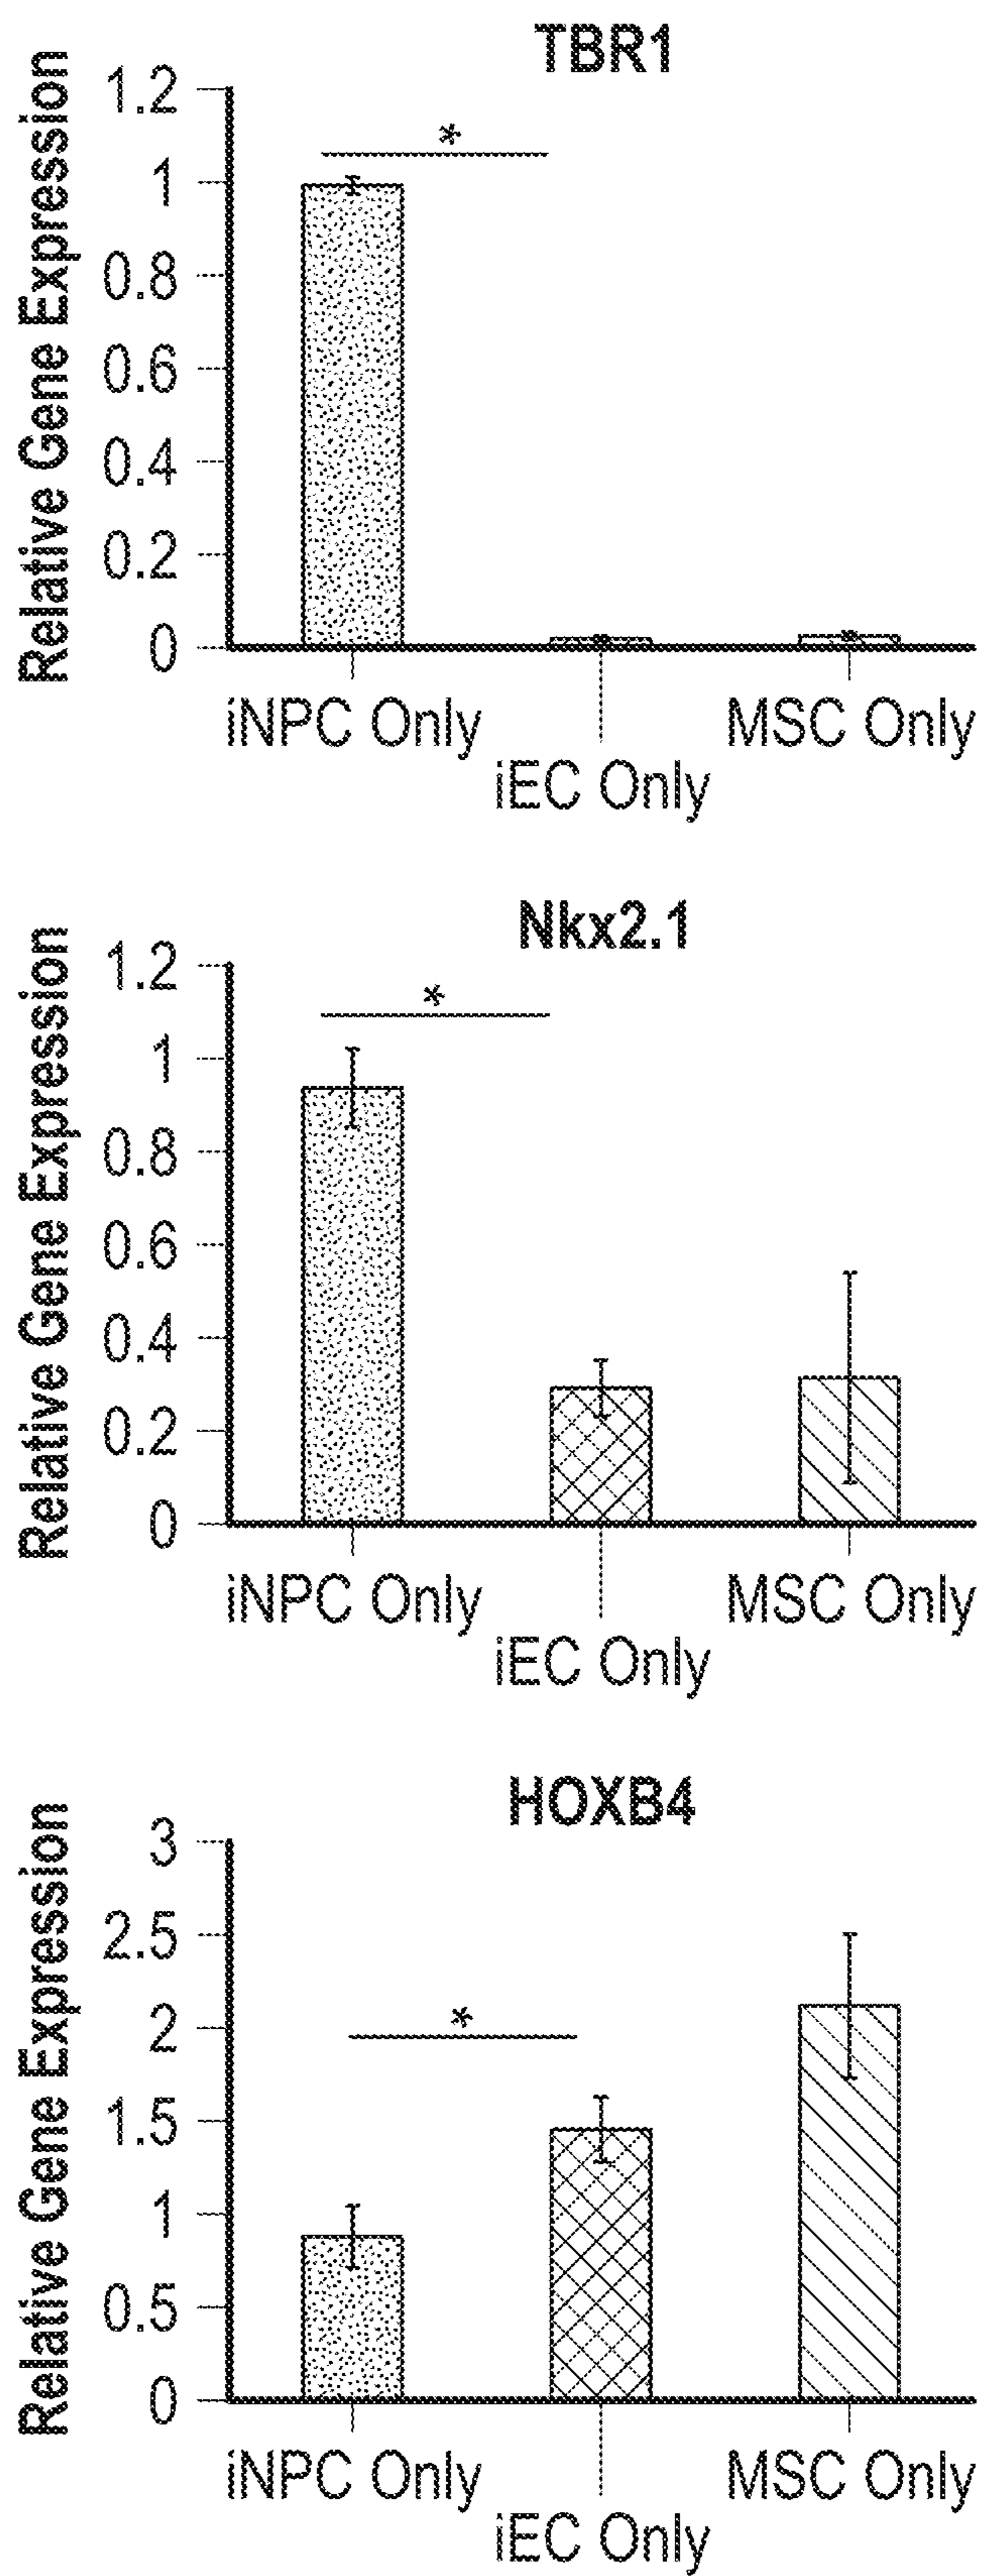 TBR1
Relative Gene Expression
1.2
1
0.8
0.6
0.4
0.2
0
*
iNPC Only
iEC Only
MSC Only
Nkx2.1
Relative Gene Expression
1.2
1
0.8
0.6
0.4
0.2
0
*
iNPC Only
iEC Only
MSC Only
HOXB4
Relative Gene Expression
3
2.5
2
1.5
1
0.5
0
*
iNPC Only
iEC Only
MSC Only